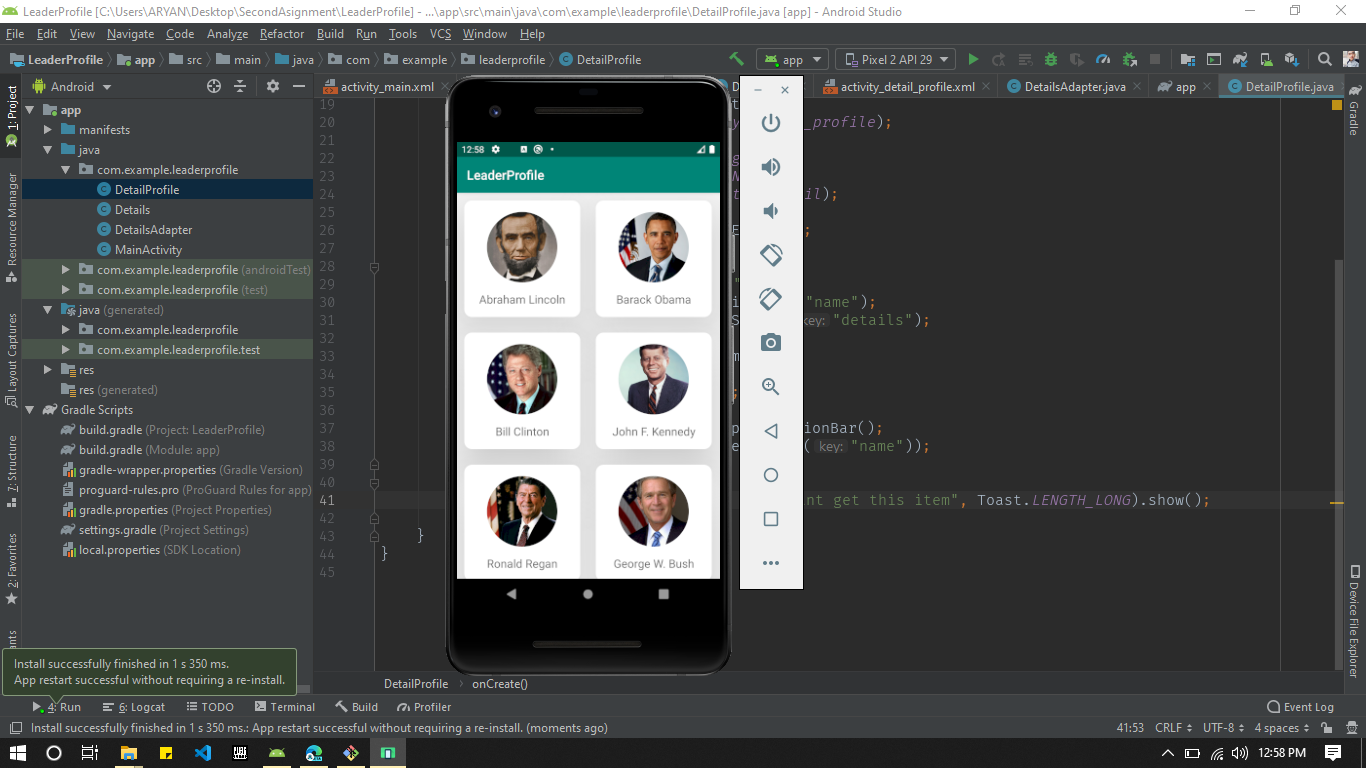 LeaderProfile [C:\Users\ARYAN\Desktop\SecondAsignment\LeaderProfile] - ...\app\src\main\java\com\example\leaderprofile\DetailProfile.java [app] - Android Studio
File Edit View Navigate Code Analyze Refactor Build Run Tools VCS Window Help
LeaderProfile app src main java com example leaderprofile DetailProfile app Pixel 2 API 29
Android activity_main.xml activity_detail_profile.xml DetailsAdapter.java app DetailProfile.java
1: Project
Resource Manager
Layout Captures
7: Structure
2: Favorites
app
manifests
java
com.example.leaderprofile
DetailProfile
Details
DetailsAdapter
MainActivity
com.example.leaderprofile (androidTest)
com.example.leaderprofile (test)
java (generated)
com.example.leaderprofile
com.example.leaderprofile.test
res
res (generated)
Gradle Scripts
build.gradle (Project: LeaderProfile)
build.gradle (Module: app)
gradle-wrapper.properties (Gradle Version)
proguard-rules.pro (ProGuard Rules for app)
gradle.properties (Project Properties)
settings.gradle (Project Settings)
local.properties (SDK Location)
19
20 _profile);
21
22
23
24 il);
25
26 ;
27
28
29 "
30 "name");
31 key: "details");
32
33
34
35 ;
36
37 ionBar();
38 ( key: "name"));
39
40
41 nt get this item", Toast.LENGTH_LONG).show();
42
43 }
44 }
45
12:58
LeaderProfile
Abraham Lincoln Barack Obama
Bill Clinton John F. Kennedy
Ronald Regan George W. Bush
Gradle
Device File Explorer
Install successfully finished in 1 s 350 ms.
App restart successful without requiring a re-install.
DetailProfile onCreate()
4: Run 6: Logcat TODO Terminal Build Profiler Event Log
Install successfully finished in 1 s 350 ms.: App restart successful without requiring a re-install. (moments ago) 41:53 CRLF UTF-8 4 spaces
12:58 PM